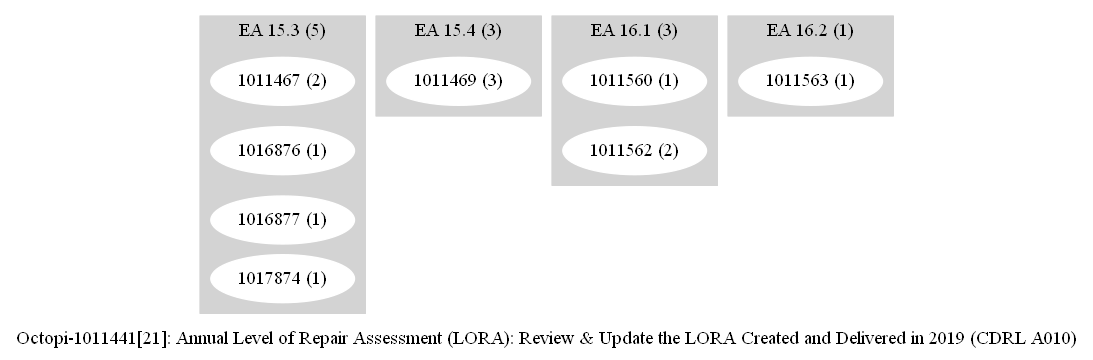 EA 15.3 (5)
1011467 (2)
1016876 (1)
1016877 (1)
1017874 (1)
EA 15.4 (3)
1011469 (3)
EA 16.1 (3)
1011560 (1)
1011562 (2)
EA 16.2 (1)
1011563 (1)
Octopi-1011441[21]: Annual Level of Repair Assessment (LORA): Review & Update the LORA Created and Delivered in 2019 (CDRL A010)